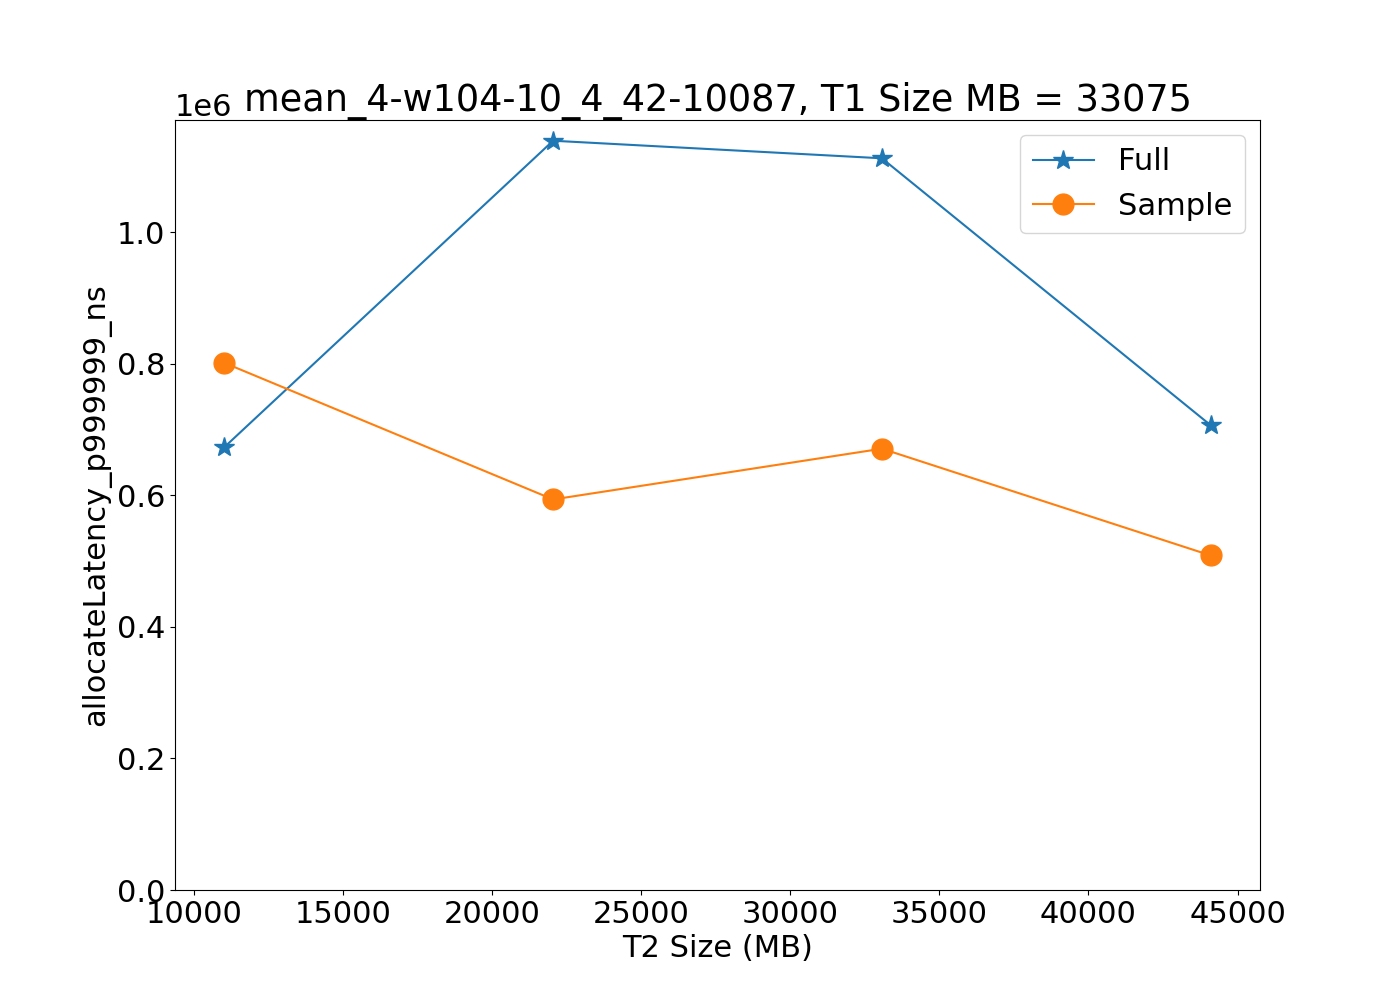 1e6
mean_4-w104-10_4_42-10087, T1 Size MB = 33075
Full
Sample
allocateLatency_p999999_ns
1.0
0.8
0.6
0.4
0.2
0.0
10000 15000 20000 25000 30000 35000 40000 45000
T2 Size (MB)